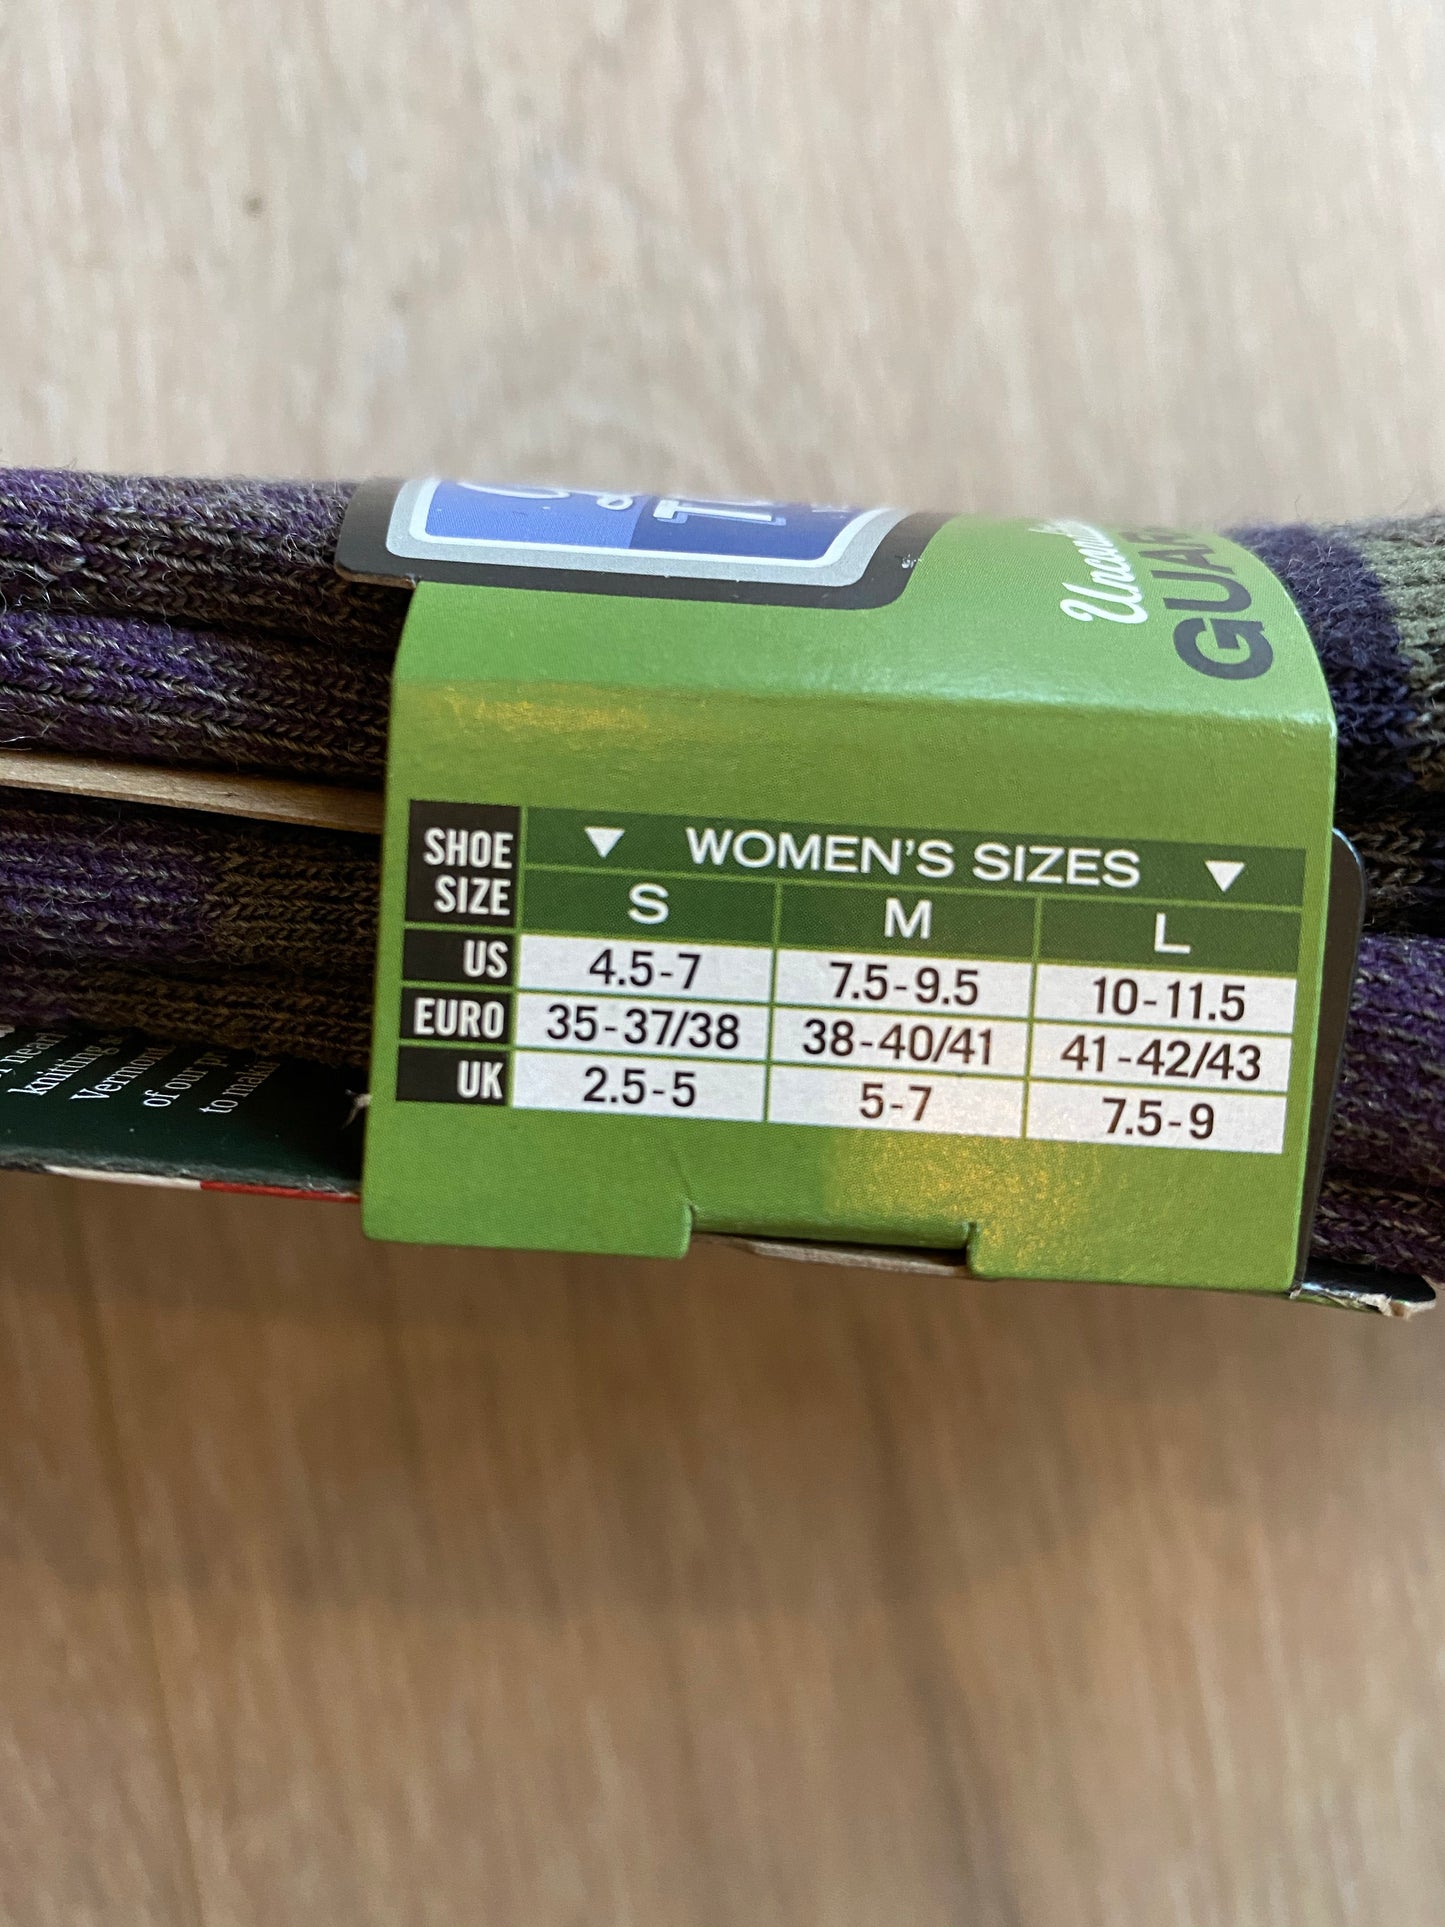 GUAR
SHOE SIZE
WOMEN'S SIZES
S M L
US 4.5-7 7.5-9.5 10-11.5
EURO 35-37/38 38-40/41 41-42/43
UK 2.5-5 5-7 7.5-9
knitting
Vermon
of our p
to makin